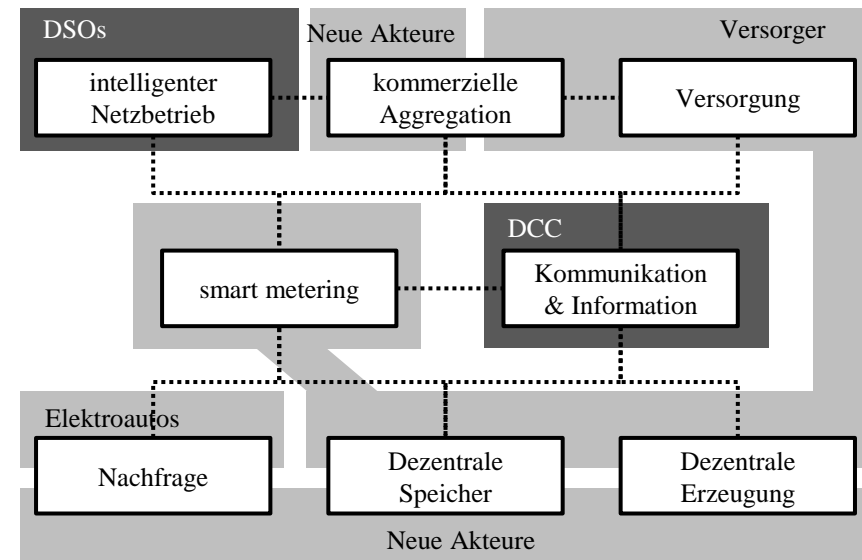 DSOs
Neue Akteure
Versorger
intelligenter
Netzbetrieb
kommerzielle
Aggregation
Versorgung
DCC
smart metering
Kommunikation
& Information
Elektroautos
Nachfrage
Dezentrale
Speicher
Dezentrale
Erzeugung
Neue Akteure